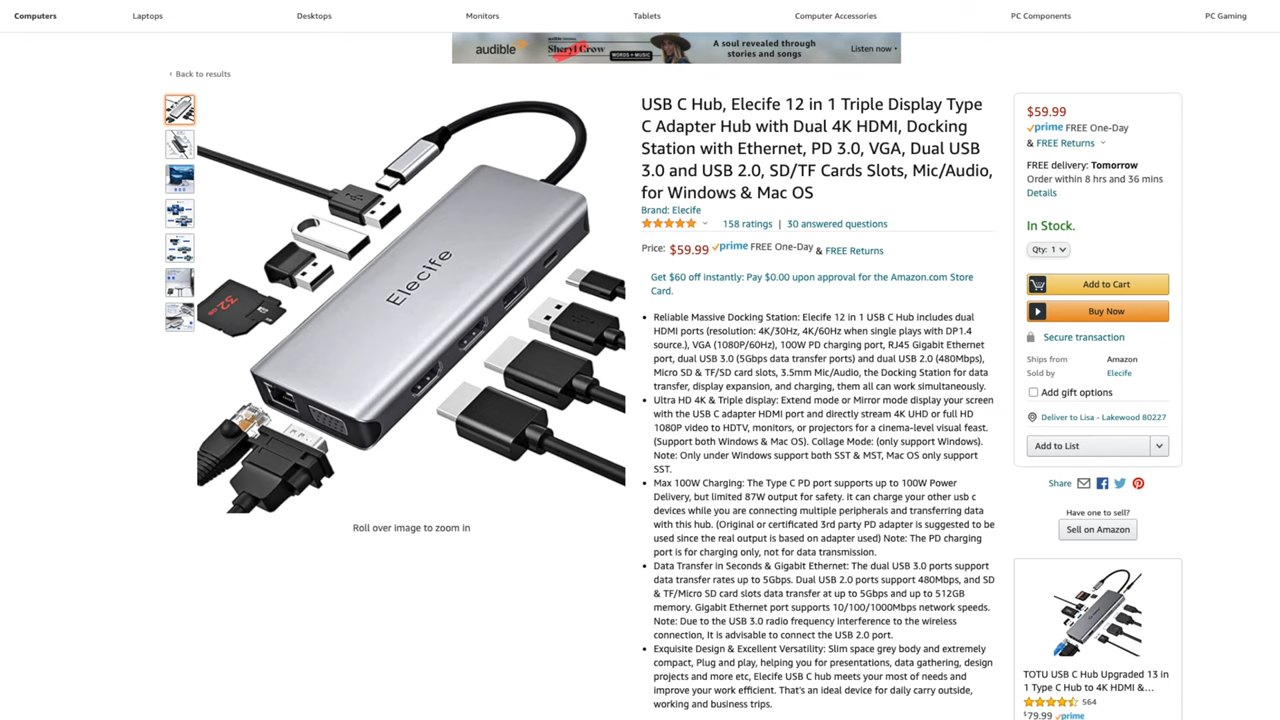 Computers
Laptops
Desktops
Monitors
Tablets
Computer Accessories
PC Components
PC Gaming
audible
Sheryl Crow
WORDS + MUSIC
A soul revealed through
stories and songs
Listen now ›
‹ Back to results
Elecife
32GB
Roll over image to zoom in
USB C Hub, Elecife 12 in 1 Triple Display Type
C Adapter Hub with Dual 4K HDMI, Docking
Station with Ethernet, PD 3.0, VGA, Dual USB
3.0 and USB 2.0, SD/TF Cards Slots, Mic/Audio,
for Windows & Mac OS
Brand: Elecife
158 ratings | 30 answered questions
Price: $59.99 prime FREE One-Day & FREE Returns
Get $60 off instantly: Pay $0.00 upon approval for the Amazon.com Store
Card.
• Reliable Massive Docking Station: Elecife 12 in 1 USB C Hub includes dual
HDMI ports (resolution: 4K/30Hz, 4K/60Hz when single plays with DP1.4
source.), VGA (1080P/60Hz), 100W PD charging port, RJ45 Gigabit Ethernet
port, dual USB 3.0 (5Gbps data transfer ports) and dual USB 2.0 (480Mbps),
Micro SD & TF/SD card slots, 3.5mm Mic/Audio, the Docking Station for data
transfer, display expansion, and charging, them all can work simultaneously.
• Ultra HD 4K & Triple display: Extend mode or Mirror mode display your screen
with the USB C adapter HDMI port and directly stream 4K UHD or full HD
1080P video to HDTV, monitors, or projectors for a cinema-level visual feast.
(Support both Windows & Mac OS). Collage Mode: (only support Windows).
Note: Only under Windows support both SST & MST, Mac OS only support
SST.
• Max 100W Charging: The Type C PD port supports up to 100W Power
Delivery, but limited 87W output for safety. it can charge your other usb c
devices while you are connecting multiple peripherals and transferring data
with this hub. (Original or certificated 3rd party PD adapter is suggested to be
used since the real output is based on adapter used) Note: The PD charging
port is for charging only, not for data transmission.
• Data Transfer in Seconds & Gigabit Ethernet: The dual USB 3.0 ports support
data transfer rates up to 5Gbps. Dual USB 2.0 ports support 480Mbps, and SD
& TF/Micro SD card slots data transfer at up to 5Gbps and up to 512GB
memory. Gigabit Ethernet port supports 10/100/1000Mbps network speeds.
Note: Due to the USB 3.0 radio frequency interference to the wireless
connection, It is advisable to connect the USB 2.0 port.
• Exquisite Design & Excellent Versatility: Slim space grey body and extremely
compact, Plug and play, helping you for presentations, data gathering, design
projects and more etc, Elecife USB C hub meets your most of needs and
improve your work efficient. That's an ideal device for daily carry outside,
working and business trips.
$59.99
prime FREE One-Day
& FREE Returns
FREE delivery: Tomorrow
Order within 8 hrs and 36 mins
Details
In Stock.
Qty: 1
Add to Cart
Buy Now
Secure transaction
Ships from Amazon
Sold by Elecife
Add gift options
Deliver to Lisa - Lakewood 80227
Add to List
Share
Have one to sell?
Sell on Amazon
TOTU USB C Hub Upgraded 13 in
1 Type C Hub to 4K HDMI &…
564
$79.99 prime